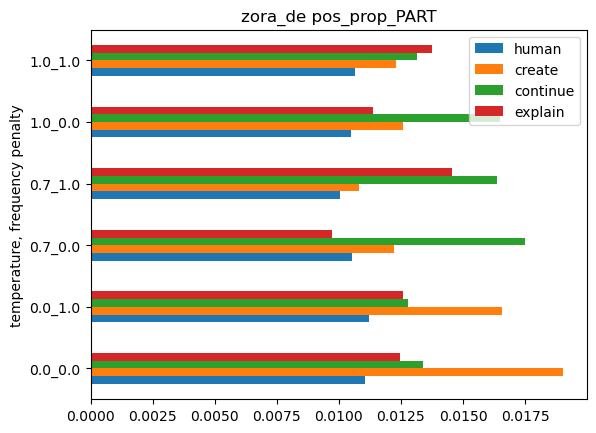 zora_de pos_prop_PART
human
create
continue
explain
temperature, frequency penalty
1.0_1.0
1.0_0.0
0.7_1.0
0.7_0.0
0.0_1.0
0.0_0.0
0.0000 0.0025 0.0050 0.0075 0.0100 0.0125 0.0150 0.0175